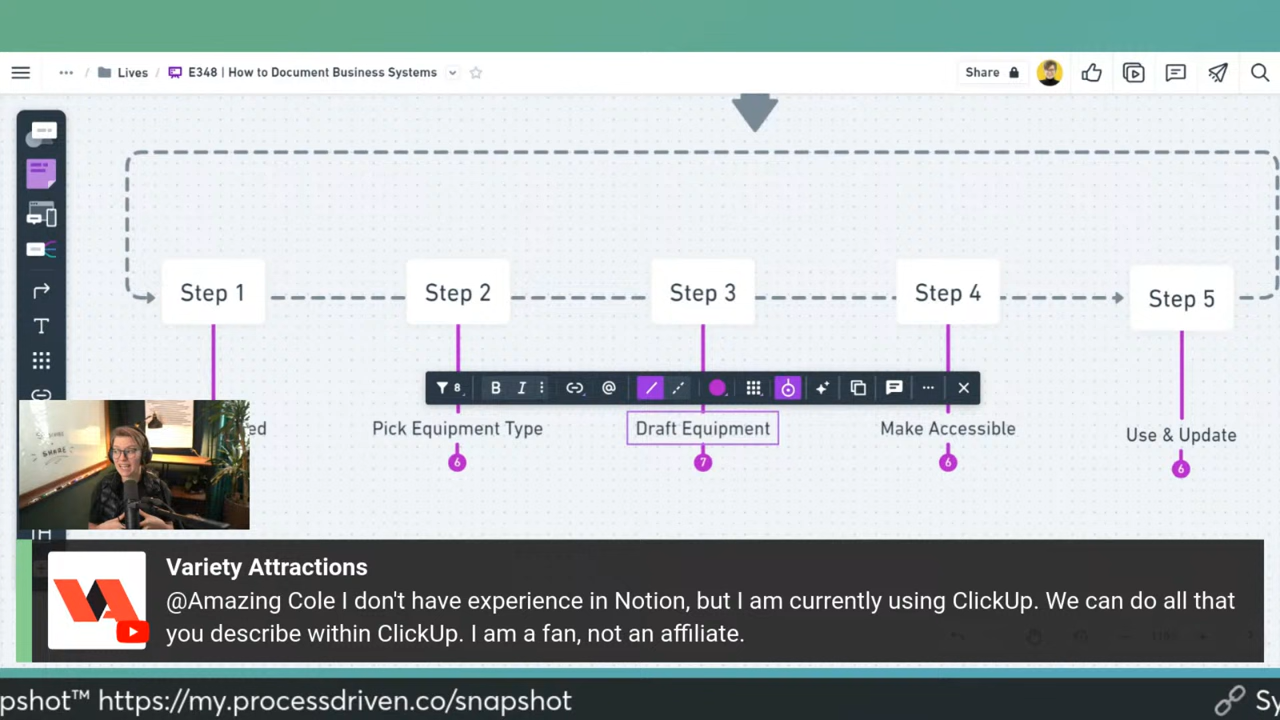 Lives / E348 | How to Document Business Systems
Share
Step 1
Step 2
Step 3
Step 4
Step 5
8 B I @
Pick Equipment Type
Draft Equipment
Make Accessible
Use & Update
6
7
6
6
SHARE
Variety Attractions
@Amazing Cole I don't have experience in Notion, but I am currently using ClickUp. We can do all that
you describe within ClickUp. I am a fan, not an affiliate.
pshot™ https://my.processdriven.co/snapshot
Sy